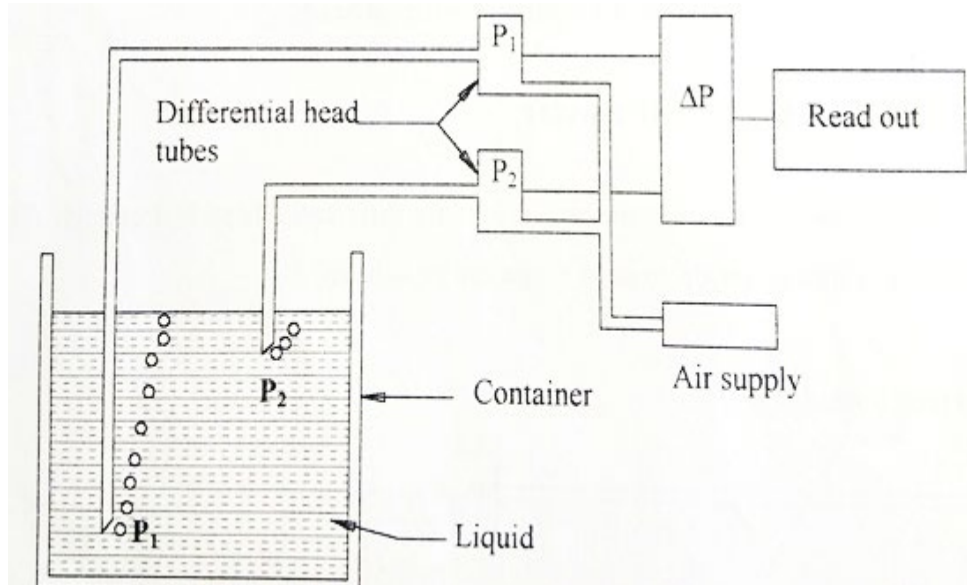 P₁
ΔP
Read out
Differential head
tubes
P₂
Air supply
P₂
Container
P₁
Liquid